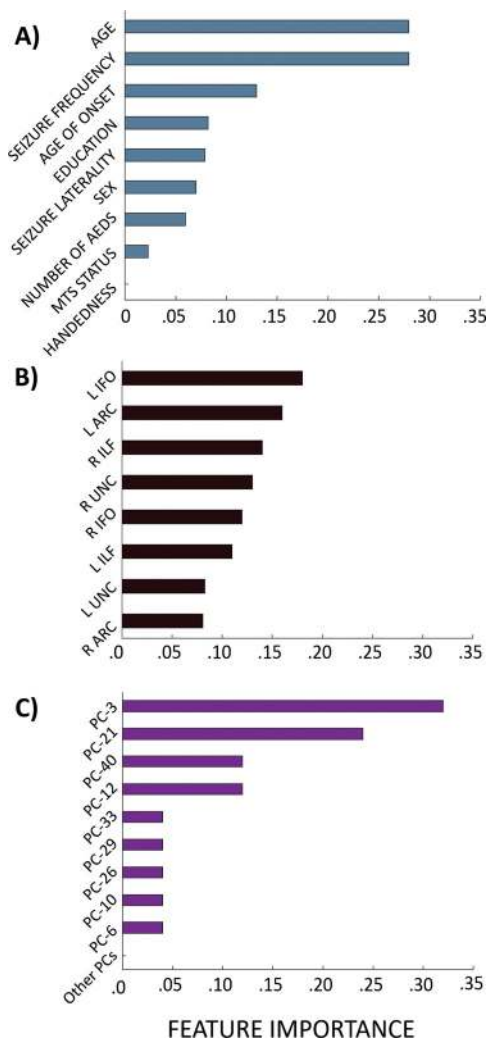 A)
AGE
SEIZURE FREQUENCY
AGE OF ONSET
EDUCATION
SEIZURE LATERALITY
SEX
NUMBER OF AEDS
MTS STATUS
HANDEDNESS
0 .05 .10 .15 .20 .25 .30 .35
B)
L IFO
L ARC
R ILF
R UNC
R IFO
L ILF
L UNC
R ARC
.0 .05 .10 .15 .20 .25 .30 .35
C)
PC-3
PC-21
PC-40
PC-12
PC-33
PC-29
PC-26
PC-10
PC-6
Other PCs
.0 .05 .10 .15 .20 .25 .30 .35
FEATURE IMPORTANCE